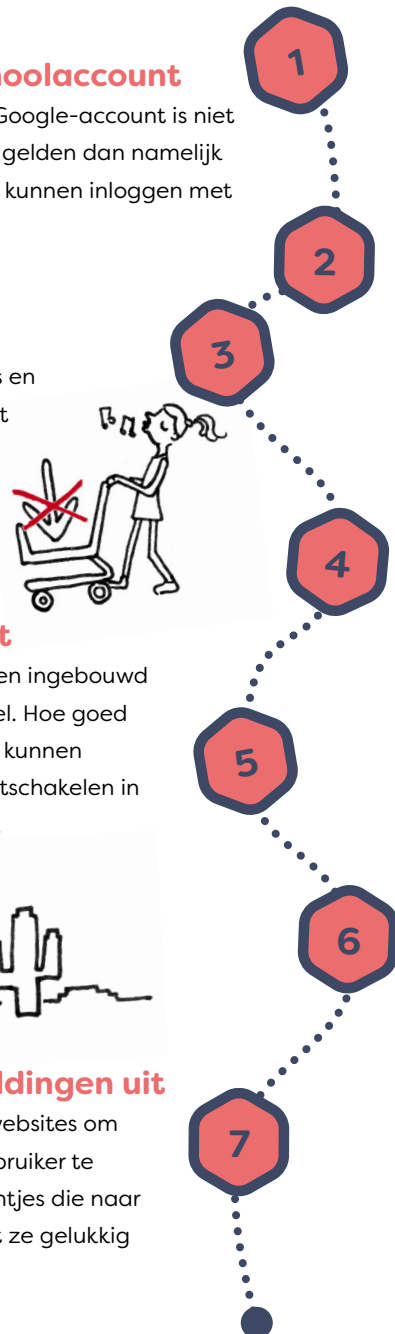 1
oolaccount
Google-account is niet
gelden dan namelijk
kunnen inloggen met
2
3
s en
t
4
t
en ingebouwd
el. Hoe goed
kunnen
tschakelen in
5
6
ldingen uit
websites om
bruiker te
ntjes die naar
t ze gelukkig
7